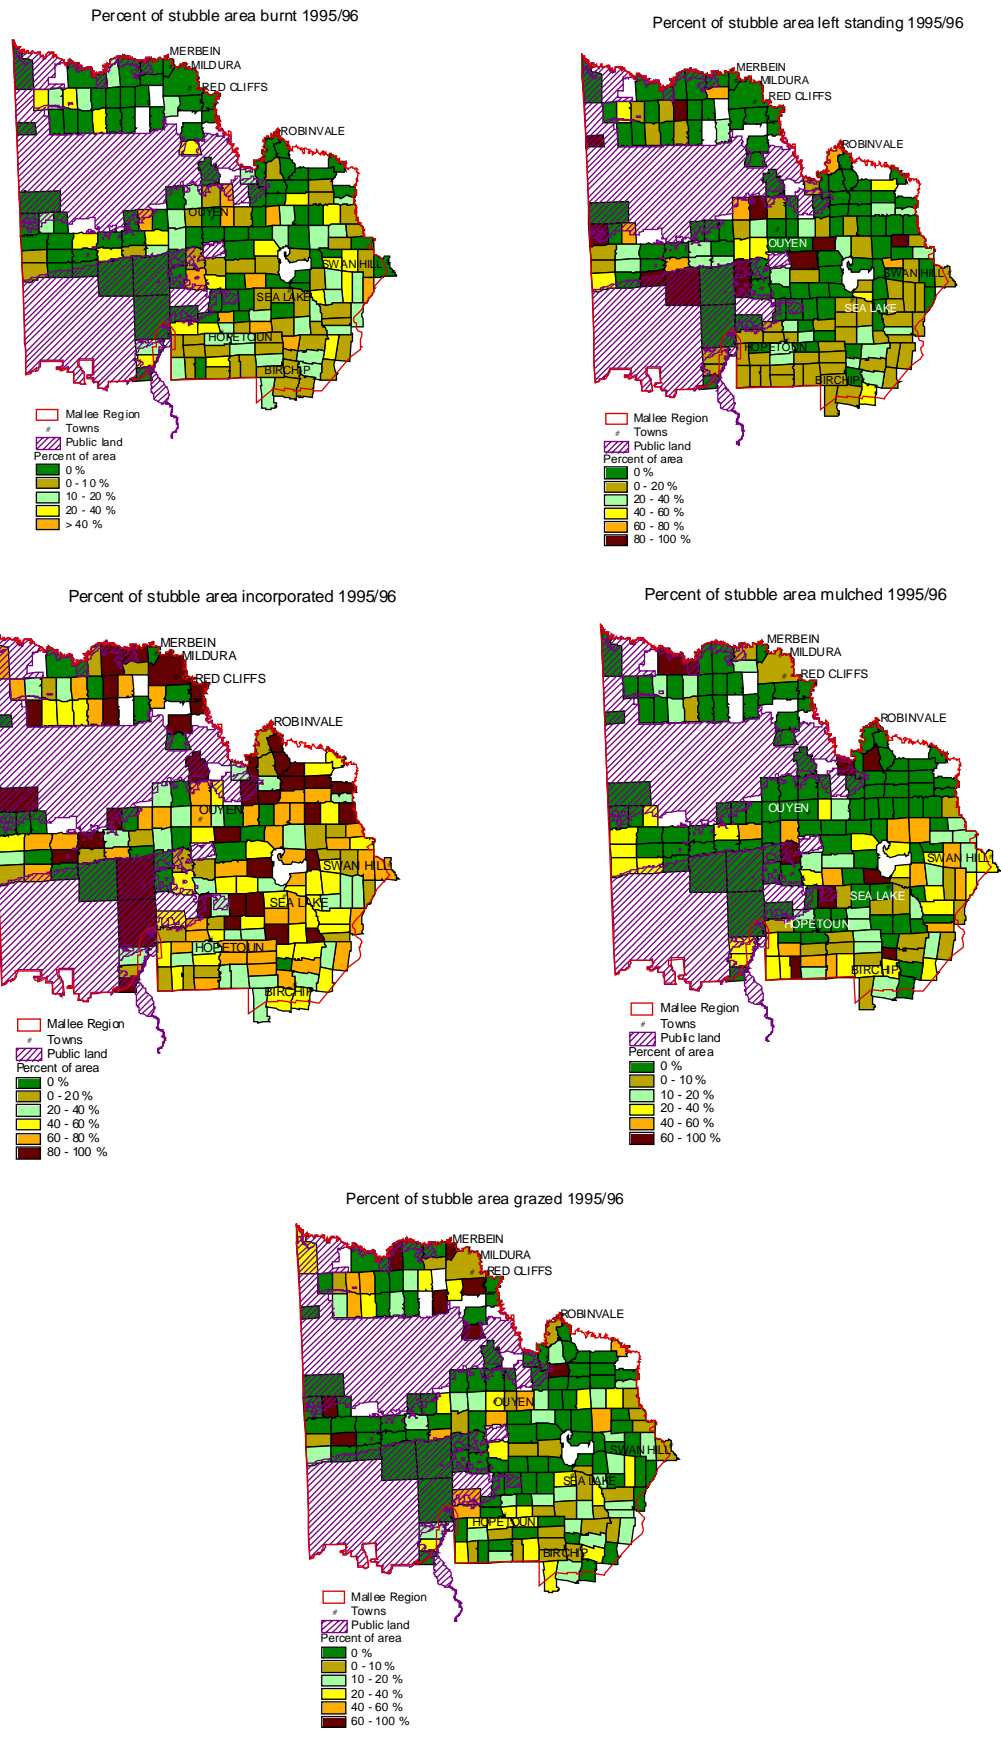 Percent of stubble area burnt 1995/96
MERBEIN
MILDURA
RED CLIFFS
ROBINVALE
OUYEN
SWAN HILL
SEA LAKE
HOPETOUN
BIRCHIP
Mallee Region
# Towns
Public land
Percent of area
0 %
0 - 10 %
10 - 20 %
20 - 40 %
> 40 %
Percent of stubble area left standing 1995/96
MERBEIN
MILDURA
RED CLIFFS
ROBINVALE
OUYEN
SWAN HILL
SEA LAKE
HOPETOUN
BIRCHIP
Mallee Region
# Towns
Public land
Percent of area
0 %
0 - 20 %
20 - 40 %
40 - 60 %
60 - 80 %
80 - 100 %
Percent of stubble area incorporated 1995/96
MERBEIN
MILDURA
RED CLIFFS
ROBINVALE
OUYEN
SWAN HILL
SEA LAKE
HOPETOUN
BIRCHIP
Mallee Region
# Towns
Public land
Percent of area
0 %
0 - 20 %
20 - 40 %
40 - 60 %
60 - 80 %
80 - 100 %
Percent of stubble area mulched 1995/96
MERBEIN
MILDURA
RED CLIFFS
ROBINVALE
OUYEN
SWAN HILL
SEA LAKE
HOPETOUN
BIRCHIP
Mallee Region
# Towns
Public land
Percent of area
0 %
0 - 10 %
10 - 20 %
20 - 40 %
40 - 60 %
60 - 100 %
Percent of stubble area grazed 1995/96
MERBEIN
MILDURA
RED CLIFFS
ROBINVALE
OUYEN
SWAN HILL
SEA LAKE
HOPETOUN
BIRCHIP
Mallee Region
# Towns
Public land
Percent of area
0 %
0 - 10 %
10 - 20 %
20 - 40 %
40 - 60 %
60 - 100 %